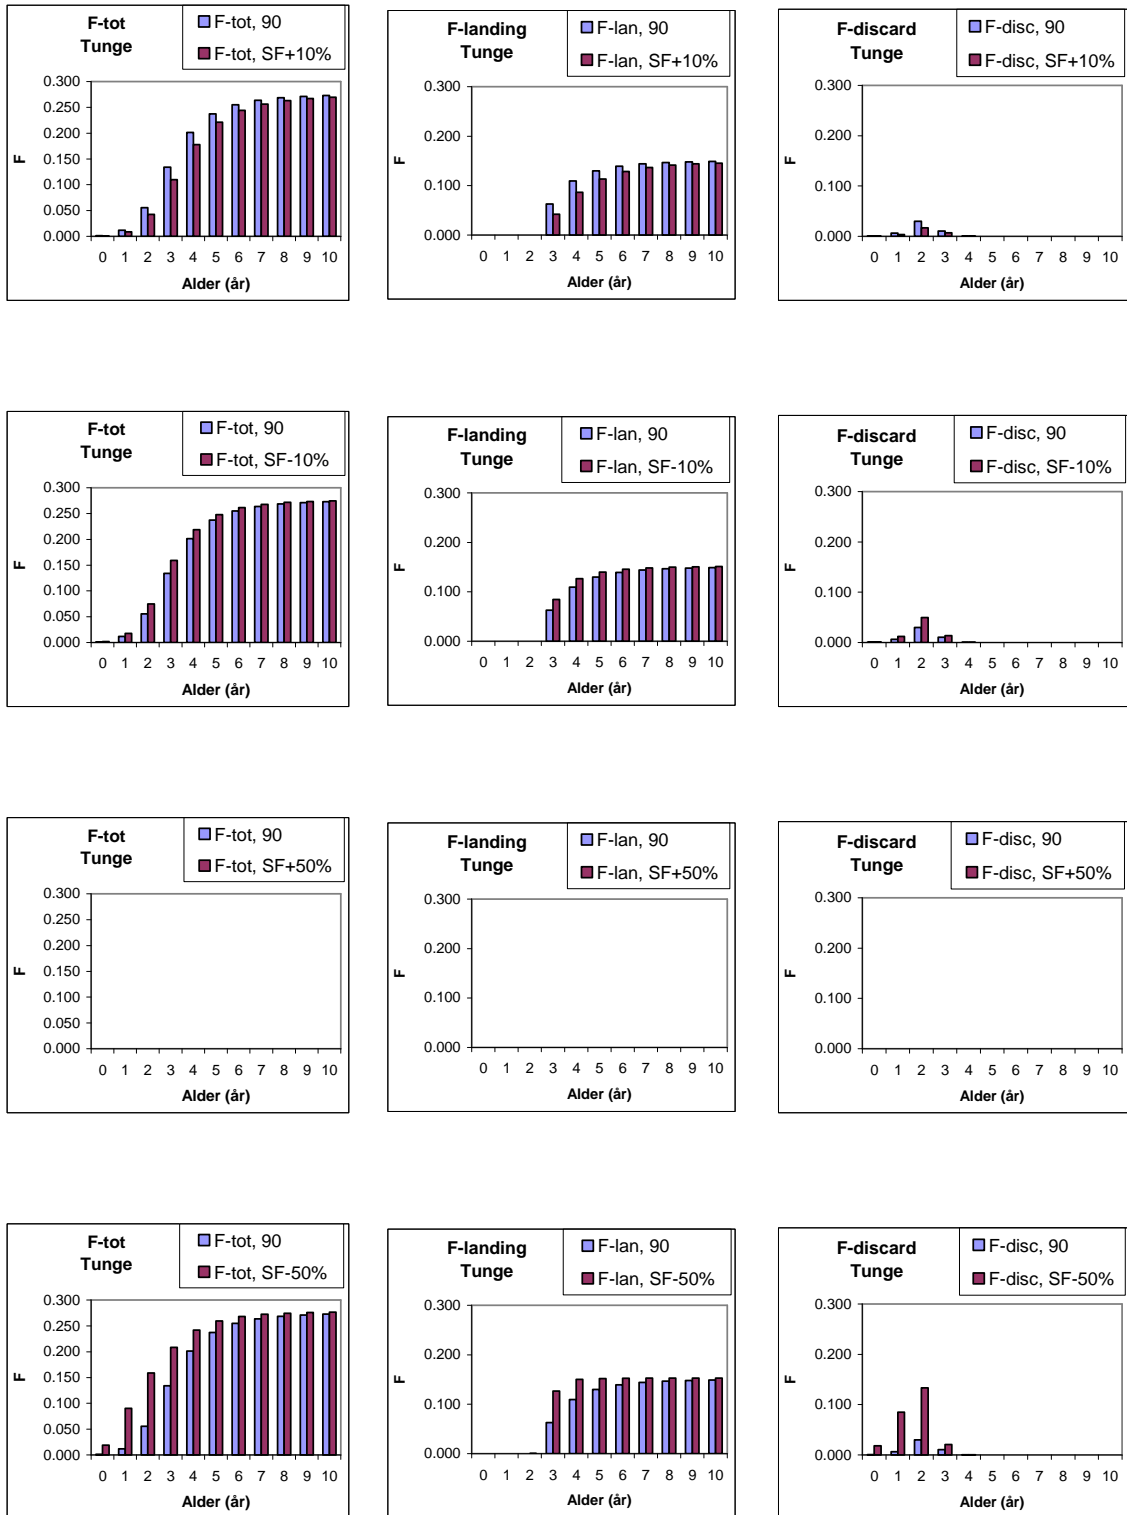 F-tot
Tunge
F-tot, 90
F-tot, SF+10%
0.300
0.250
0.200
0.150
0.100
0.050
0.000
F
0 1 2 3 4 5 6 7 8 9 10
Alder (år)
F-landing
Tunge
F-lan, 90
F-lan, SF+10%
0.300
0.200
0.100
0.000
F
0 1 2 3 4 5 6 7 8 9 10
Alder (år)
F-discard
Tunge
F-disc, 90
F-disc, SF+10%
0.300
0.200
0.100
0.000
F
0 1 2 3 4 5 6 7 8 9 10
Alder (år)
F-tot
Tunge
F-tot, 90
F-tot, SF-10%
0.300
0.250
0.200
0.150
0.100
0.050
0.000
F
0 1 2 3 4 5 6 7 8 9 10
Alder (år)
F-landing
Tunge
F-lan, 90
F-lan, SF-10%
0.300
0.200
0.100
0.000
F
0 1 2 3 4 5 6 7 8 9 10
Alder (år)
F-discard
Tunge
F-disc, 90
F-disc, SF-10%
0.300
0.200
0.100
0.000
F
0 1 2 3 4 5 6 7 8 9 10
Alder (år)
F-tot
Tunge
F-tot, 90
F-tot, SF+50%
0.300
0.250
0.200
0.150
0.100
0.050
0.000
F
0 1 2 3 4 5 6 7 8 9 10
Alder (år)
F-landing
Tunge
F-lan, 90
F-lan, SF+50%
0.300
0.200
0.100
0.000
F
0 1 2 3 4 5 6 7 8 9 10
Alder (år)
F-discard
Tunge
F-disc, 90
F-disc, SF+50%
0.300
0.200
0.100
0.000
F
0 1 2 3 4 5 6 7 8 9 10
Alder (år)
F-tot
Tunge
F-tot, 90
F-tot, SF-50%
0.300
0.250
0.200
0.150
0.100
0.050
0.000
F
0 1 2 3 4 5 6 7 8 9 10
Alder (år)
F-landing
Tunge
F-lan, 90
F-lan, SF-50%
0.300
0.200
0.100
0.000
F
0 1 2 3 4 5 6 7 8 9 10
Alder (år)
F-discard
Tunge
F-disc, 90
F-disc, SF-50%
0.300
0.200
0.100
0.000
F
0 1 2 3 4 5 6 7 8 9 10
Alder (år)